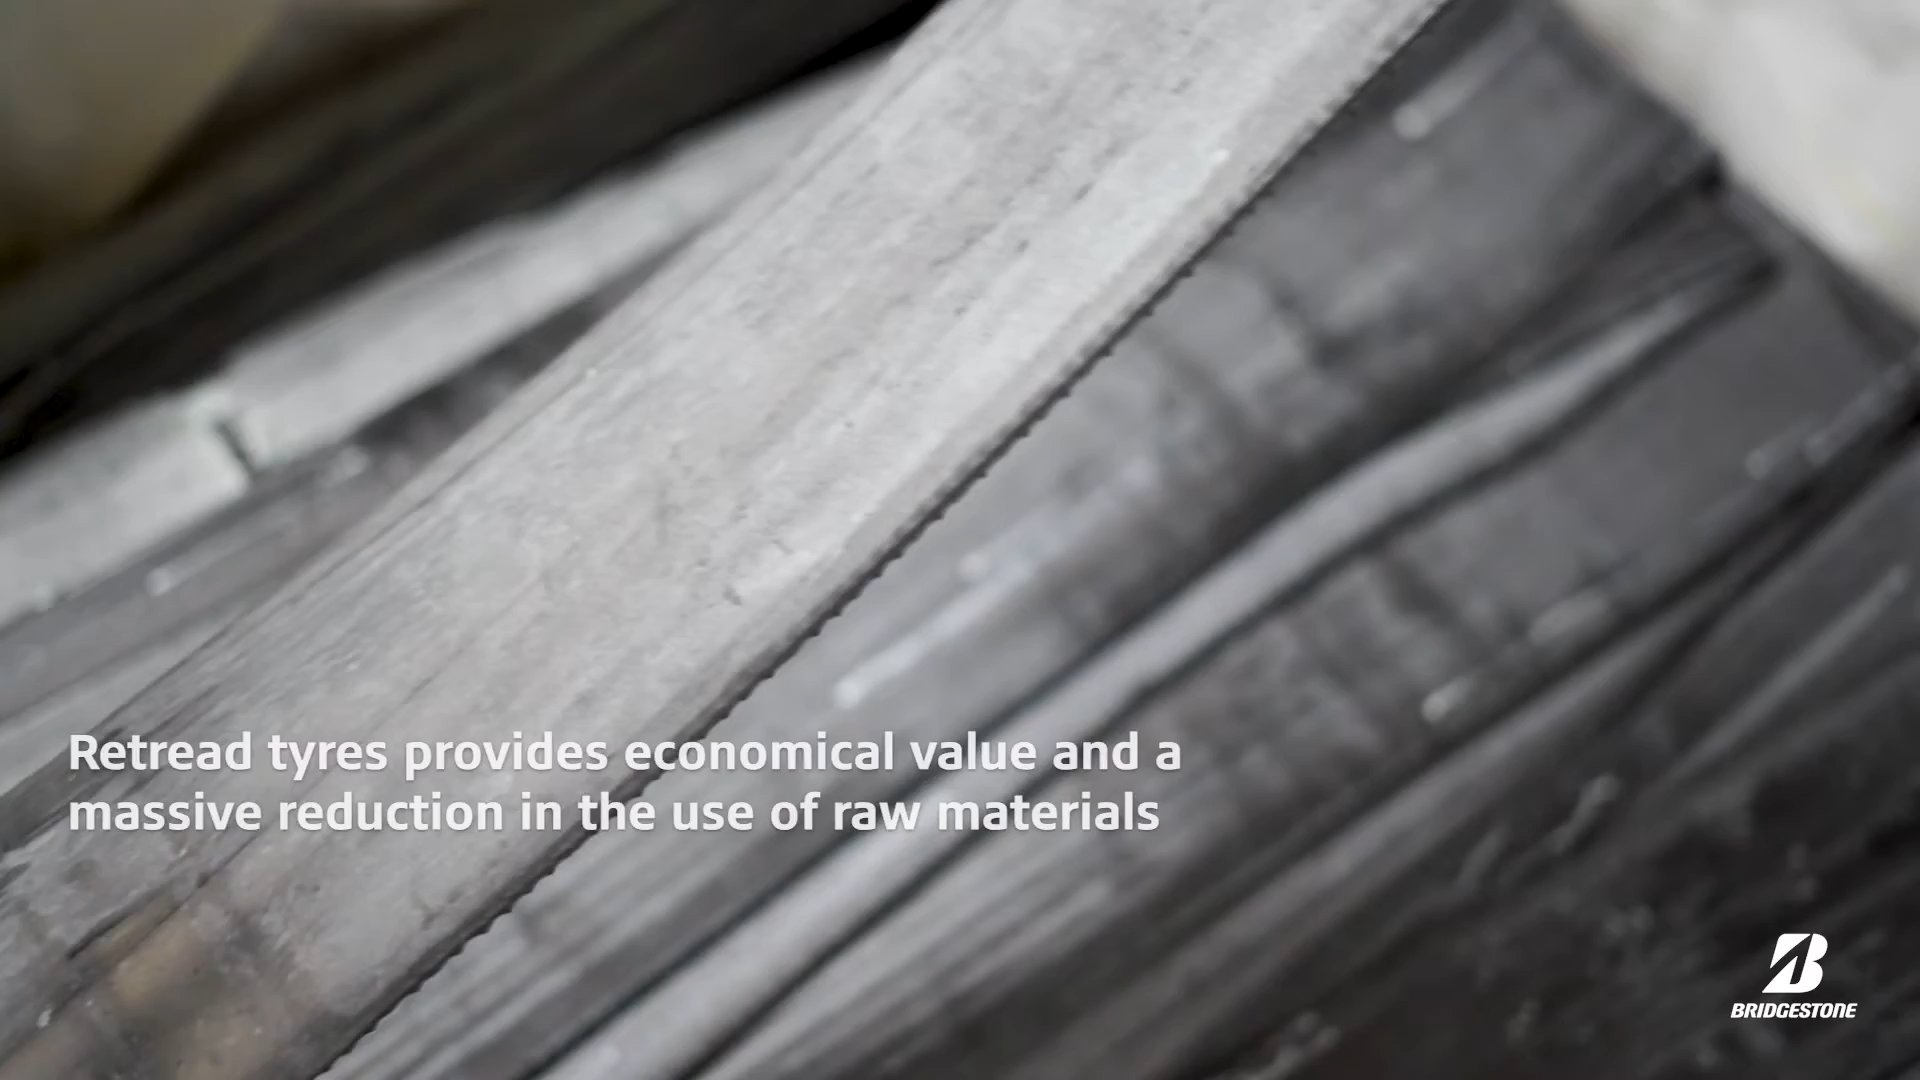 Retread tyres provides economical value and a
massive reduction in the use of raw materials
BRIDGESTONE